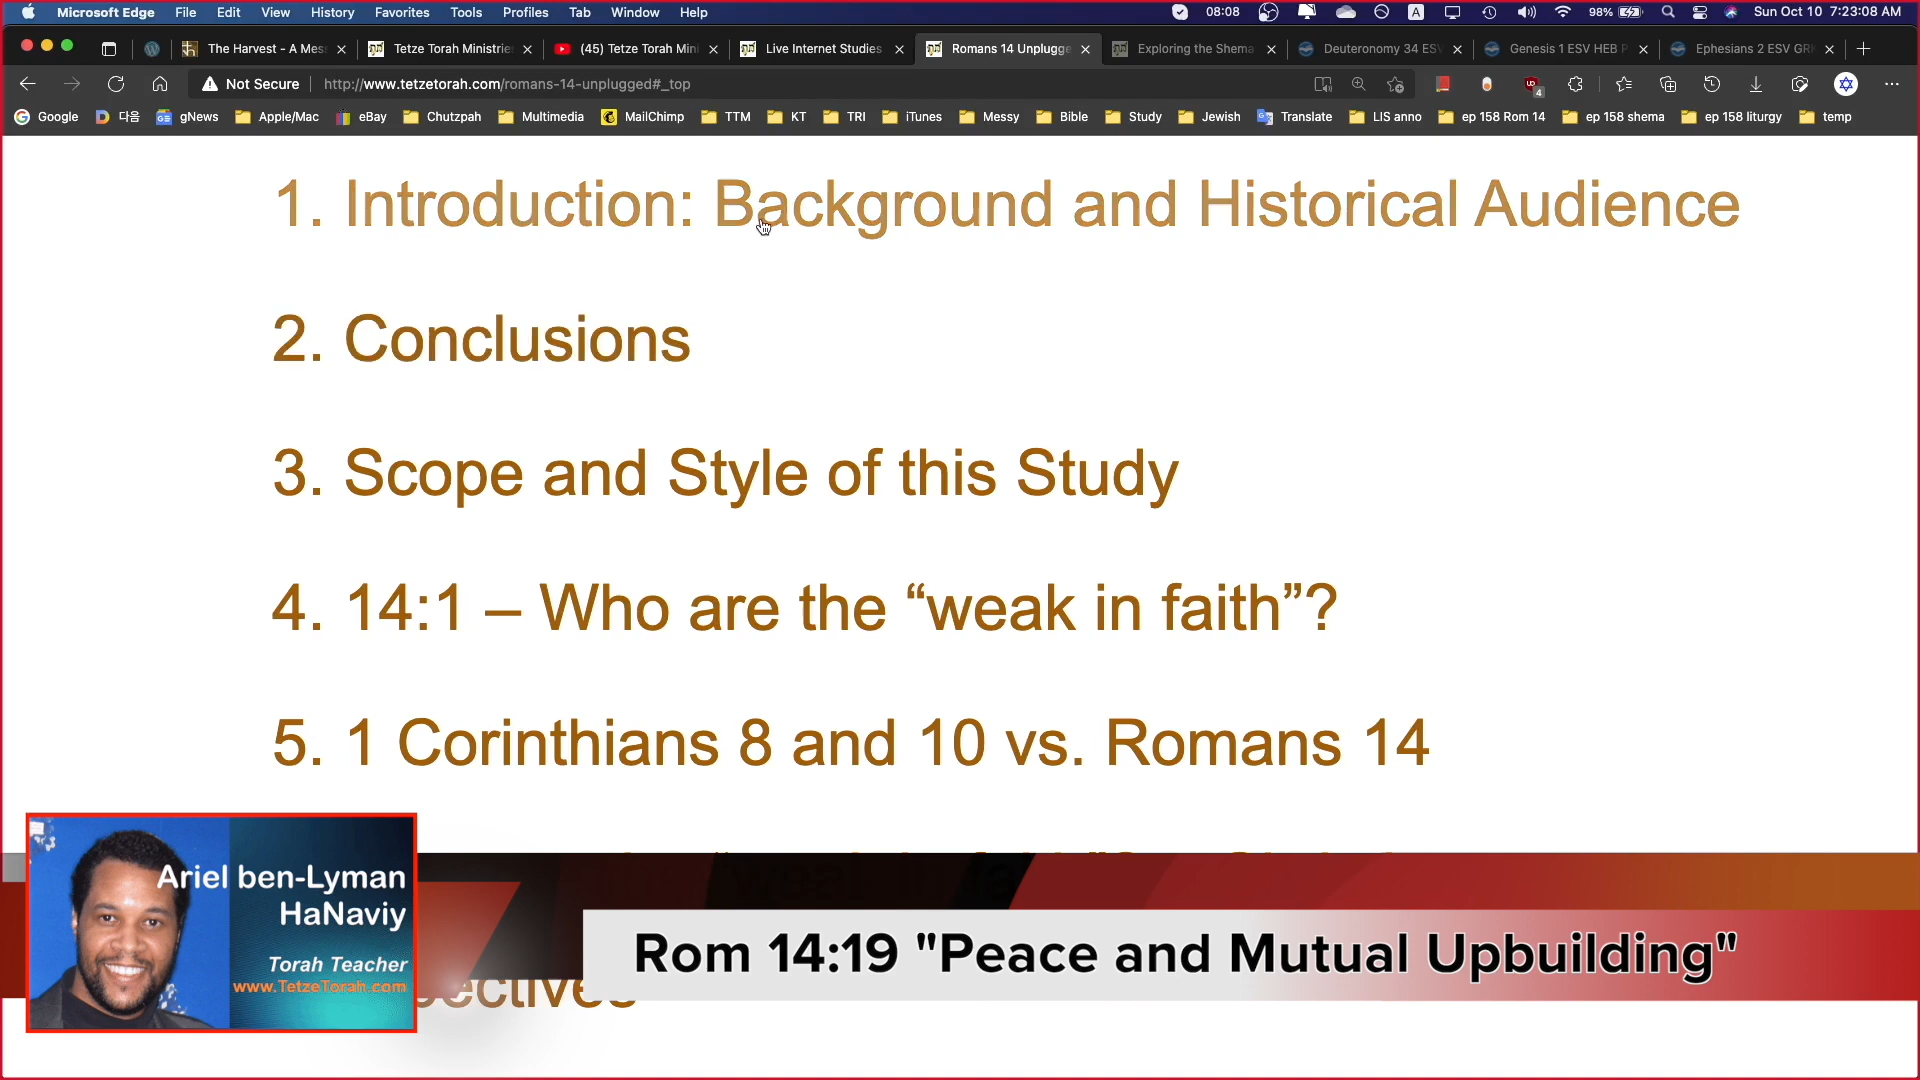 Microsoft Edge File Edit View History Favorites Tools Profiles Tab Window Help 08:08 A 98% Sun Oct 10 7:23:08 AM
The Harvest - A Mes Tetze Torah Ministrie (45) Tetze Torah Mini Live Internet Studies Romans 14 Unplugge Exploring the Shema Deuteronomy 34 ESV Genesis 1 ESV HEB P Ephesians 2 ESV GRK
Not Secure http://www.tetzetorah.com/romans-14-unplugged#_top 4
Google 다음 gNews Apple/Mac eBay Chutzpah Multimedia MailChimp TTM KT TRI iTunes Messy Bible Study Jewish Translate LIS anno ep 158 Rom 14 ep 158 shema ep 158 liturgy temp
1. Introduction: Background and Historical Audience
2. Conclusions
3. Scope and Style of this Study
4. 14:1 – Who are the “weak in faith”?
5. 1 Corinthians 8 and 10 vs. Romans 14
Ariel ben-Lyman
HaNaviy
Torah Teacher
www.TetzeTorah.com
Rom 14:19 "Peace and Mutual Upbuilding"